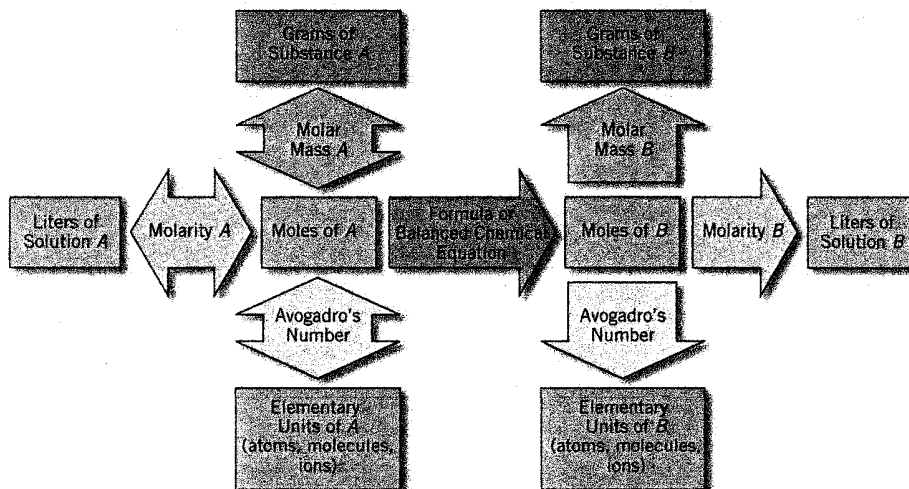 Grams of
Substance A
Grams of
Substance B
Molar
Mass A
Molar
Mass B
Liters of
Solution A
Molarity A
Moles of A
Formula or
Balanced Chemical
Equation
Moles of B
Molarity B
Liters of
Solution B
Avogadro's
Number
Avogadro's
Number
Elementary
Units of A
(atoms, molecules,
ions)
Elementary
Units of B
(atoms, molecules,
ions)